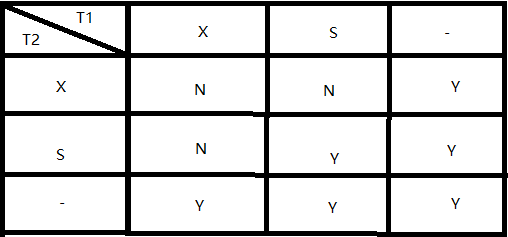 T1 X S -
T2
X N N Y
S N Y Y
- Y Y Y